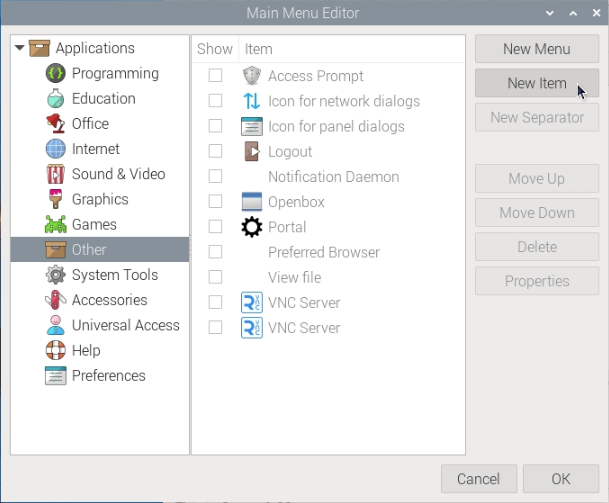 Main Menu Editor
Applications
Programming
Education
Office
Internet
Sound & Video
Graphics
Games
Other
System Tools
Accessories
Universal Access
Help
Preferences
Show Item
Access Prompt
Icon for network dialogs
Icon for panel dialogs
Logout
Notification Daemon
Openbox
Portal
Preferred Browser
View file
VNC Server
VNC Server
New Menu
New Item
New Separator
Move Up
Move Down
Delete
Properties
Cancel
OK